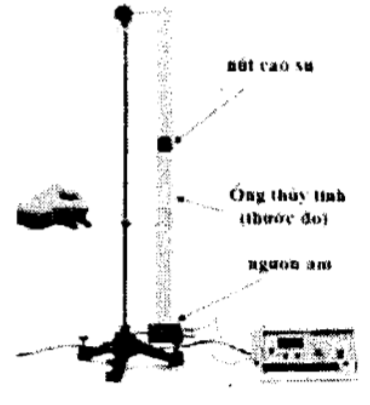 nút cao su
Ống thủy tinh
(thước đo)
nguồn âm